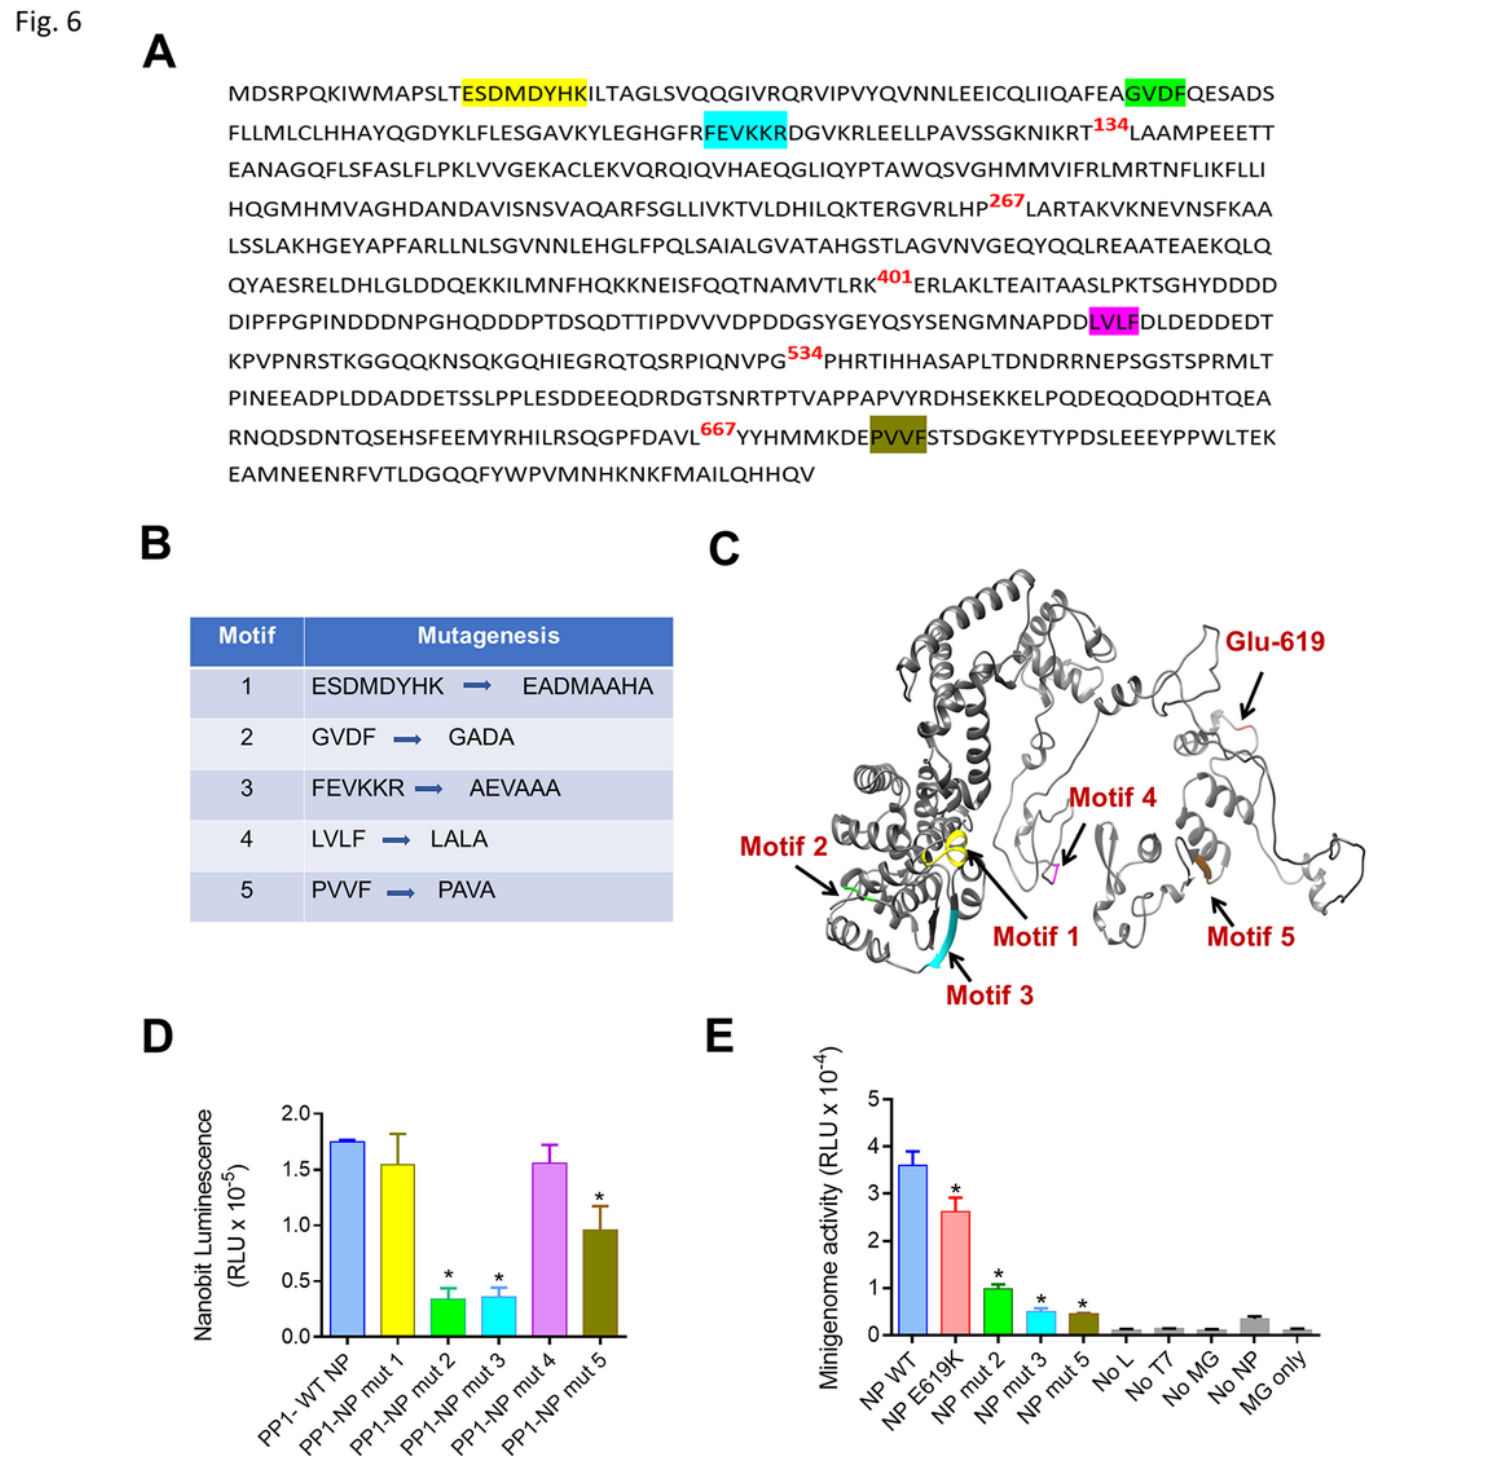 Fig. 6
A
MDSRPQKIWMAPSLTESDMDYHKILTAGLSVQQGIVRQRVIPVYQVNNLEEICQLIIQAFEAGVDFQESADS
FLLMLCLHHAYQGDYKLFLESGAVKYLEGHGFRFEVKKRDGVKRLEELLPAVSSGKNIKRT134LAAMPEEETT
EANAGQFLSFASLFLPKLVVGEKACLEKVQRQIQVHAEQGLIQYPTAWQSVGHMMVIFRLMRTNFLIKFLLI
HQGMHMVAGHDANDAVISNSVAQARFSGLLIVKTVLDHILQKTERGVRLHP267LARTAKVKNEVNSFKAA
LSSLAKHGEYAPFARLLNLSGVNNLEHGLFPQLSAIALGVATAHGSTLAGVNVGEQYQQLREAATEAEKQLQ
QYAESRELDHLGLDDQEKKILMNFHQKKNEISFQQTNAMVTLRK401ERLAKLTEAITAASLPKTSGHYDDDD
DIPFPGPINDDDNPGHQDDDPTDSQDTTIPDVVVDPDDGSYGEYQSYSENGMNAPDDLVLFDLDEDDEDT
KPVPNRSTKGGQQKNSQKGQHIEGRQTQSRPIQNVPG534PHRTIHHASAPLTDNDRRNEPSGSTSPRMLT
PINEEADPLDDADDETSSLPPLESDDEEQDRDGTSNRTPTVAPPAPVYRDHSEKKELPQDEQQDQDHTQEA
RNQDSDNTQSEHSFEEMYRHILRSQGPFDAVL667YYHMMKDEPVVFSTSDGKEYTYPDSLEEEYPPWLTEK
EAMNEENRFVTLDGQQFYWPVMNHKNKFMAILQHHQV
B
Motif Mutagenesis
1 ESDMDYHK → EADMAAHA
2 GVDF → GADA
3 FEVKKR → AEVAAA
4 LVLF → LALA
5 PVVF → PAVA
C
Glu-619
Motif 4
Motif 2
Motif 1
Motif 5
Motif 3
D
Nanobit Luminescence
(RLU x 10-5)
2.0
1.5
1.0
0.5
0.0
* * *
PP1- WT NP
PP1-NP mut 1
PP1-NP mut 2
PP1-NP mut 3
PP1-NP mut 4
PP1-NP mut 5
E
Minigenome activity (RLU x 10-4)
5
4
3
2
1
0
* * * *
NP WT
NP E619K
NP mut 2
NP mut 3
NP mut 5
No L
No T7
No MG
No NP
MG only